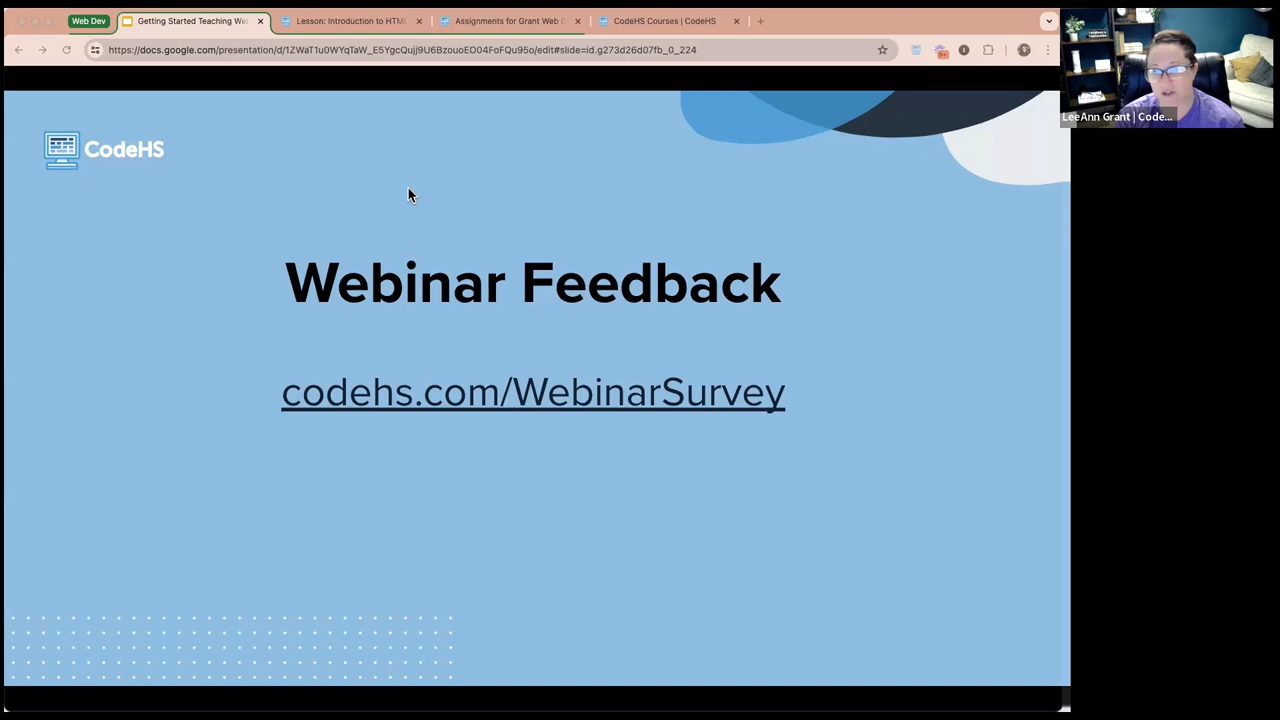 Web Dev
Getting Started Teaching We
Lesson: Introduction to HTM
Assignments for Grant Web D
CodeHS Courses | CodeHS
https://docs.google.com/presentation/d/1ZWaT1u0WYqTaW_E5YgcQujj9U6BzouoEO04FoFQu95o/edit#slide=id.g273d26d07fb_0_224
LeeAnn Grant | Code...
CodeHS
Webinar Feedback
codehs.com/WebinarSurvey